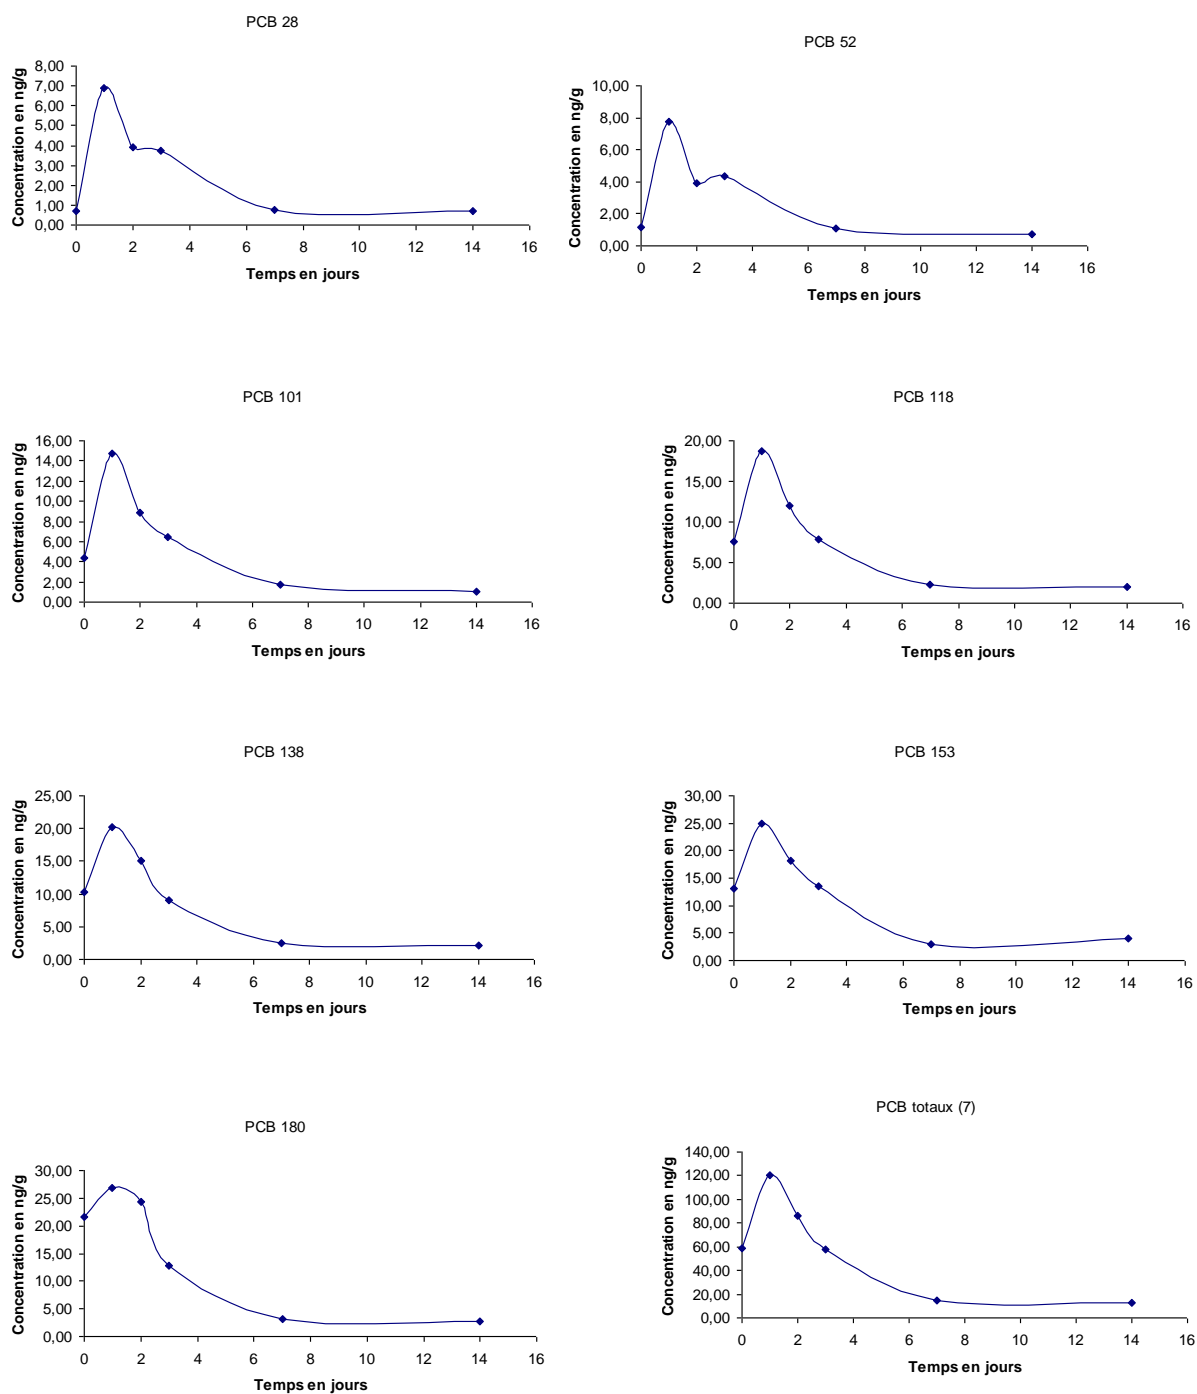 PCB 28
Concentration en ng/g
8,00
7,00
6,00
5,00
4,00
3,00
2,00
1,00
0,00
0 2 4 6 8 10 12 14 16
Temps en jours
PCB 52
Concentration en ng/g
10,00
8,00
6,00
4,00
2,00
0,00
0 2 4 6 8 10 12 14 16
Temps en jours
PCB 101
Concentration en ng/g
16,00
14,00
12,00
10,00
8,00
6,00
4,00
2,00
0,00
0 2 4 6 8 10 12 14 16
Temps en jours
PCB 118
Concentration en ng/g
20,00
15,00
10,00
5,00
0,00
0 2 4 6 8 10 12 14 16
Temps en jours
PCB 138
Concentration en ng/g
25,00
20,00
15,00
10,00
5,00
0,00
0 2 4 6 8 10 12 14 16
Temps en jours
PCB 153
Concentration en ng/g
30,00
25,00
20,00
15,00
10,00
5,00
0,00
0 2 4 6 8 10 12 14 16
Temps en jours
PCB 180
Concentration en ng/g
30,00
25,00
20,00
15,00
10,00
5,00
0,00
0 2 4 6 8 10 12 14 16
Temps en jours
PCB totaux (7)
Concentration en ng/g
140,00
120,00
100,00
80,00
60,00
40,00
20,00
0,00
0 2 4 6 8 10 12 14 16
Temps en jours